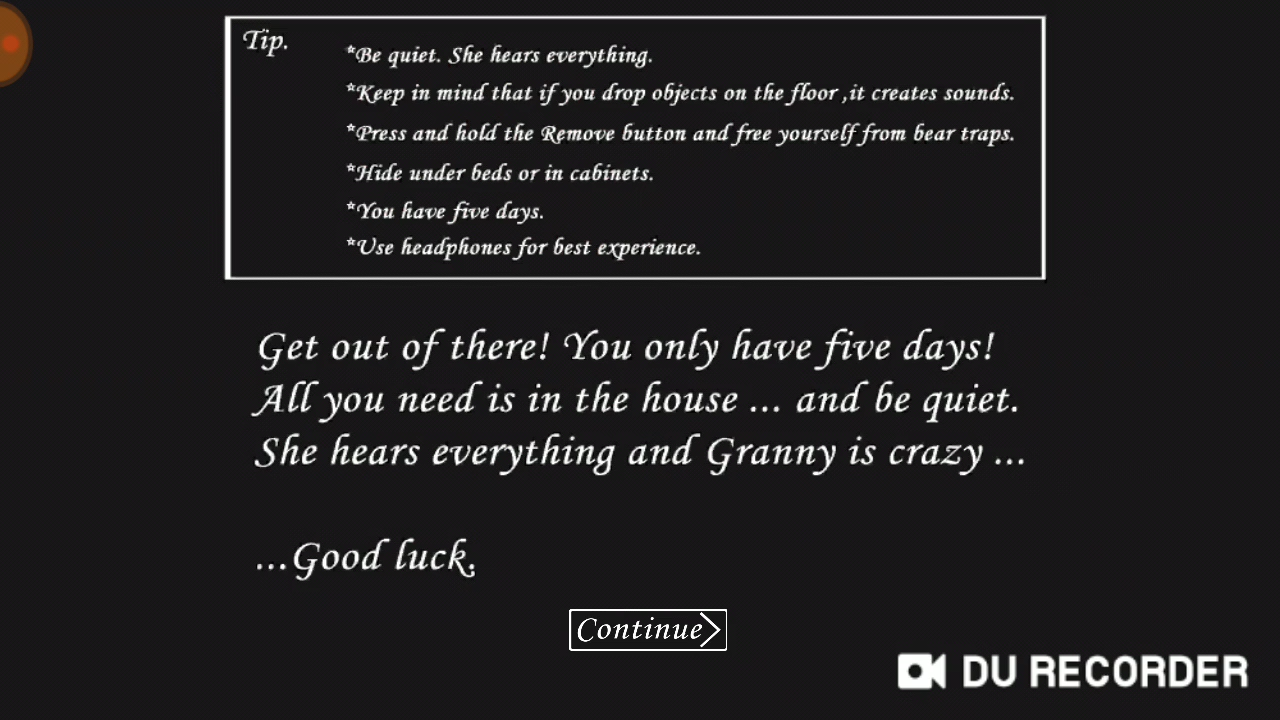 Tip.
*Be quiet. She hears everything.
*Keep in mind that if you drop objects on the floor ,it creates sounds.
*Press and hold the Remove button and free yourself from bear traps.
*Hide under beds or in cabinets.
*You have five days.
*Use headphones for best experience.
Get out of there! You only have five days!
All you need is in the house ... and be quiet.
She hears everything and Granny is crazy ...
...Good luck.
Continue
DU RECORDER